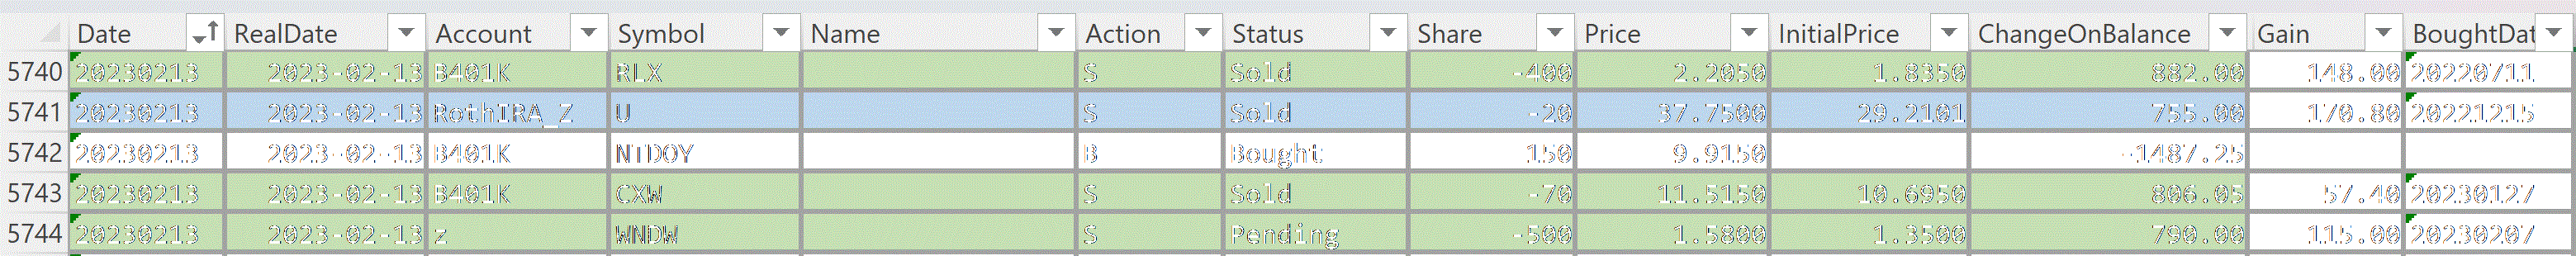 Date RealDate Account Symbol Name Action Status Share Price InitialPrice ChangeOnBalance Gain BoughtDat
5740 20230213 2023-02-13 B401K RLX S Sold -400 2.2050 1.8350 882.00 148.00 20220711
5741 20230213 2023-02-13 RothIRA_Z U S Sold -20 37.7500 29.2101 755.00 170.80 20221215
5742 20230213 2023-02-13 B401K NTDOY B Bought 150 9.9150 -1487.25
5743 20230213 2023-02-13 B401K CXW S Sold -70 11.5150 10.6950 806.05 57.40 20230127
5744 20230213 2023-02-13 z WNDW S Pending -500 1.5800 1.3500 790.00 115.00 20230207